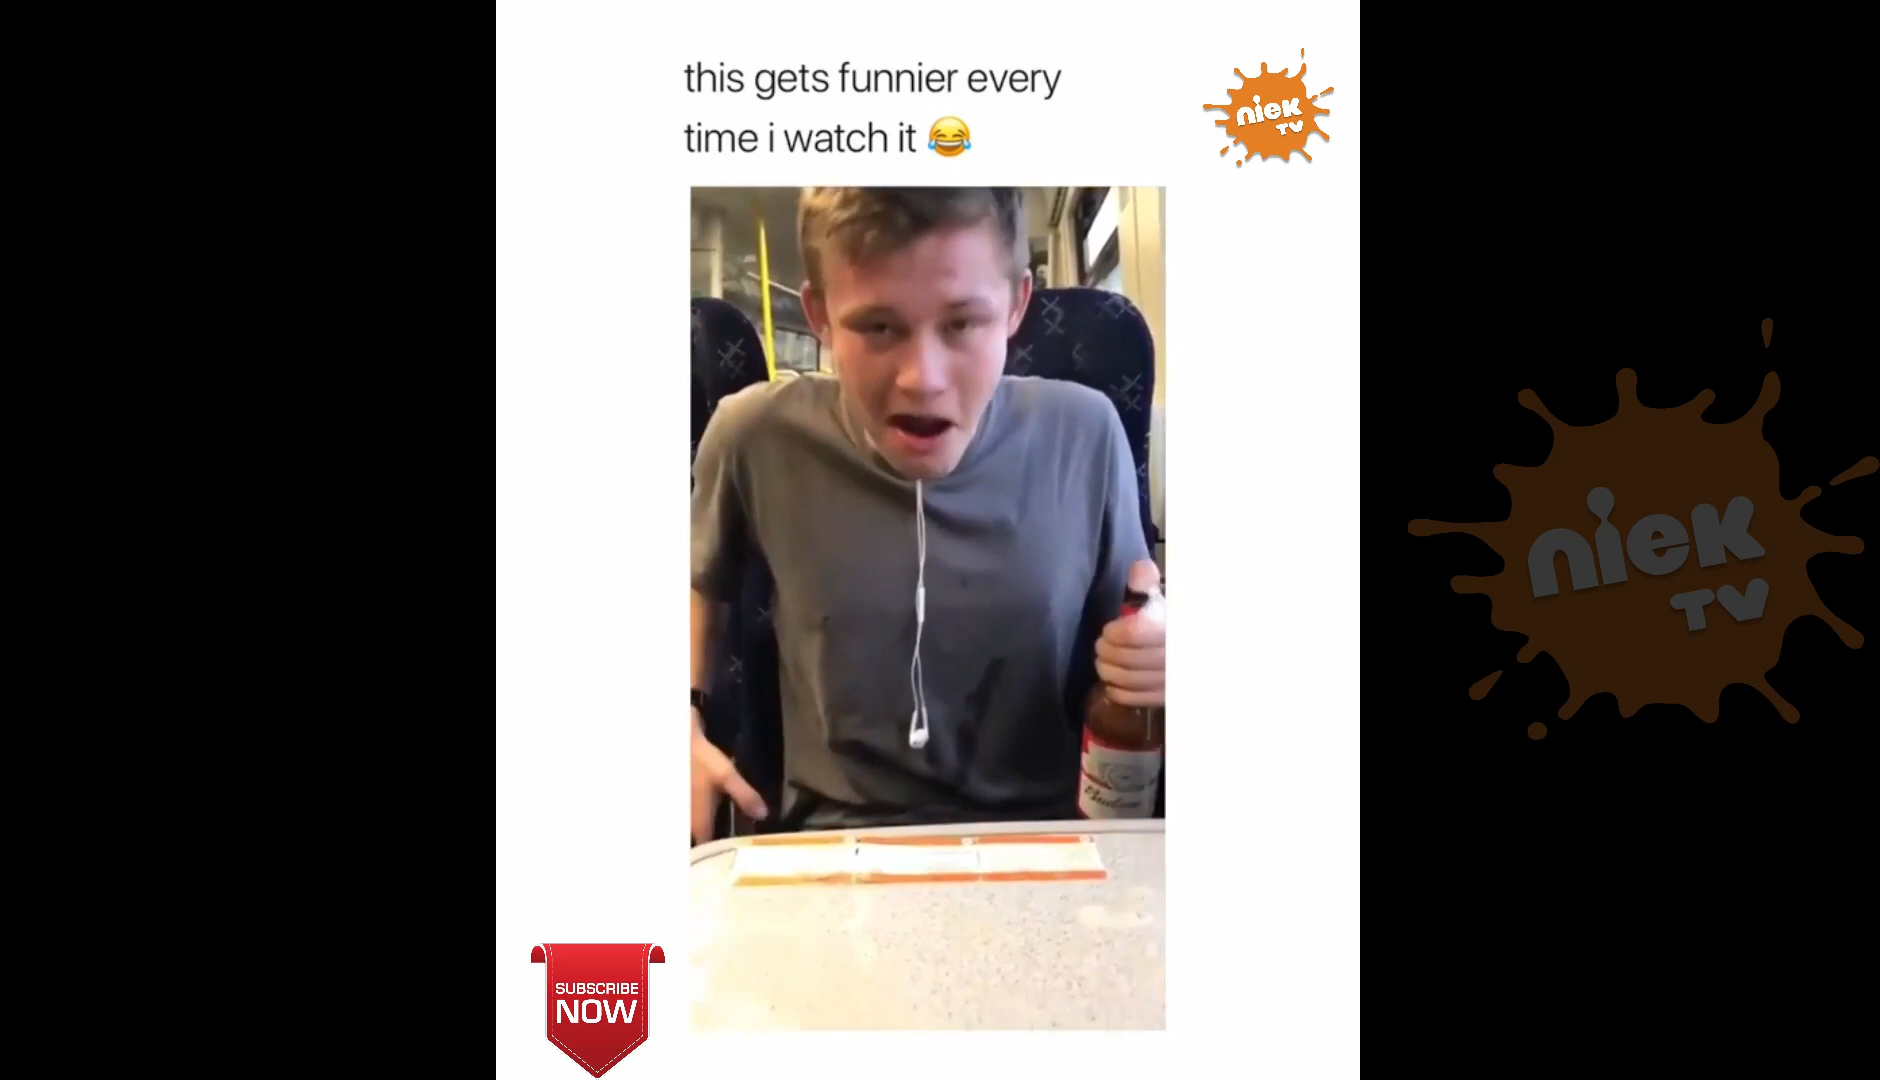 this gets funnier every
time i watch it 😂
niek
TV
niek
TV
SUBSCRIBE
NOW